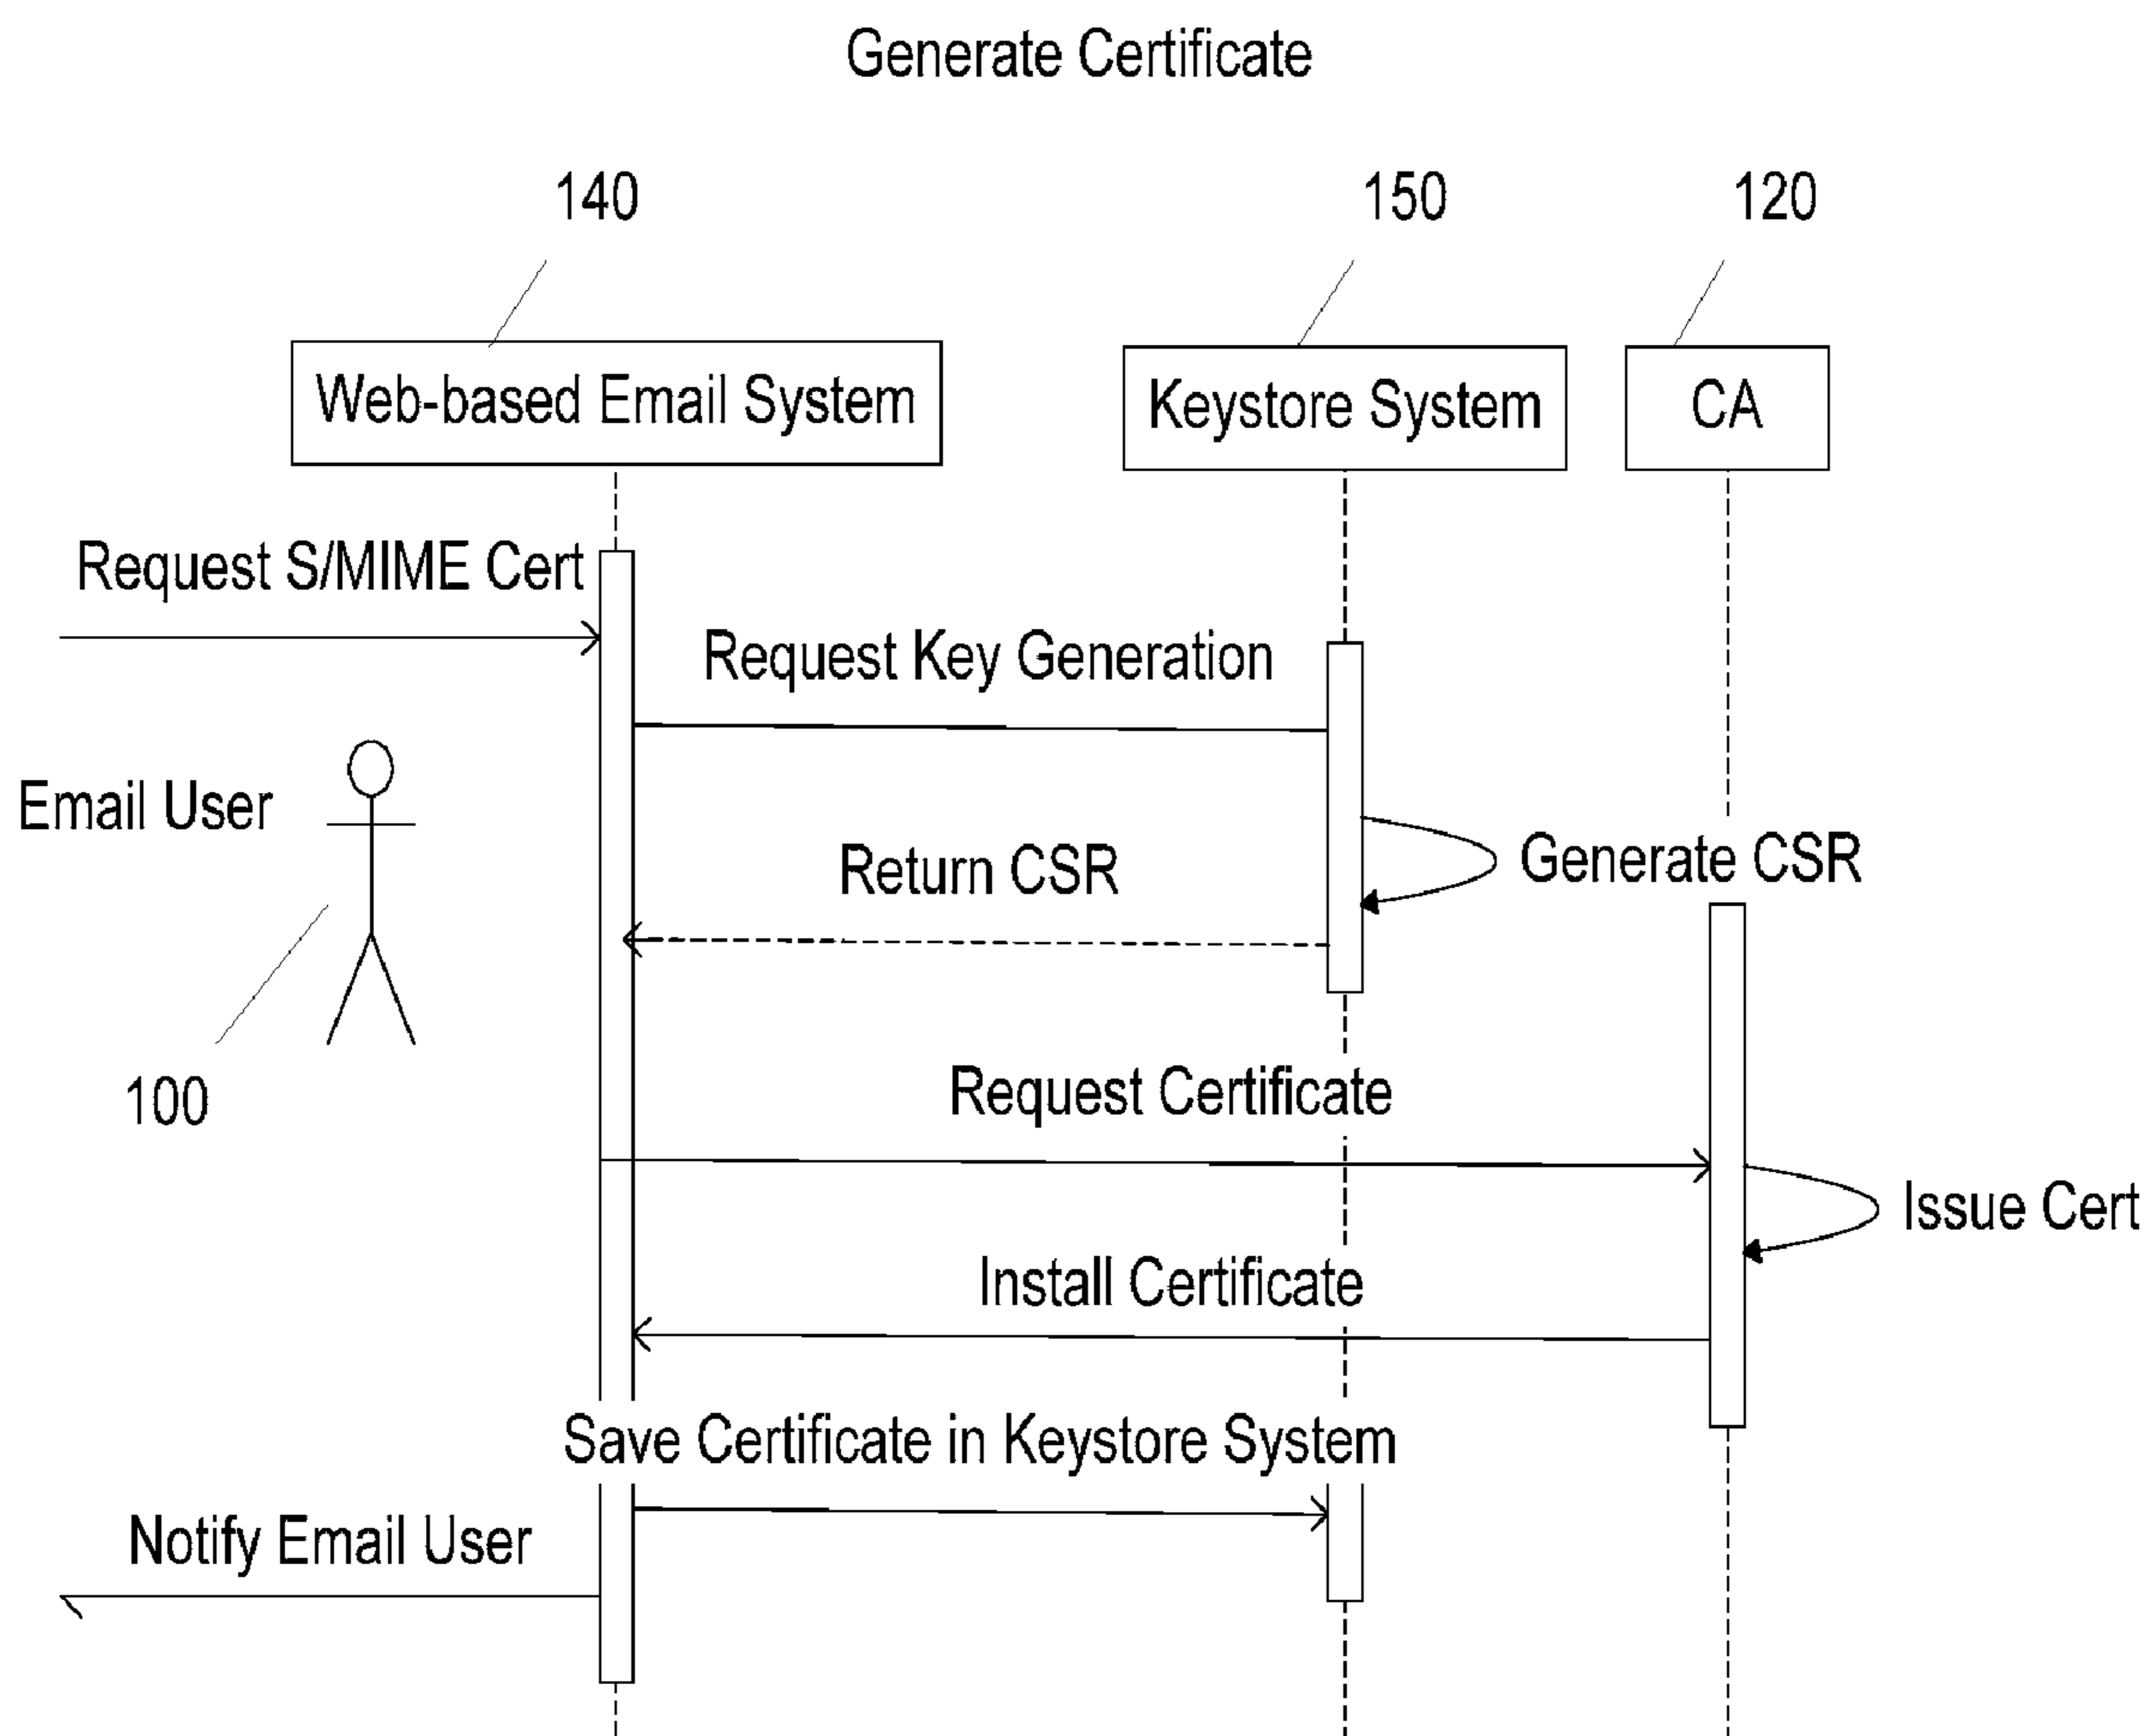 Generate Certificate
140
150
120
Web-based Email System
Keystore System
CA
Request S/MIME Cert
Request Key Generation
Email User
Generate CSR
Return CSR
100
Request Certificate
Issue Cert
Install Certificate
Save Certificate in Keystore System
Notify Email User